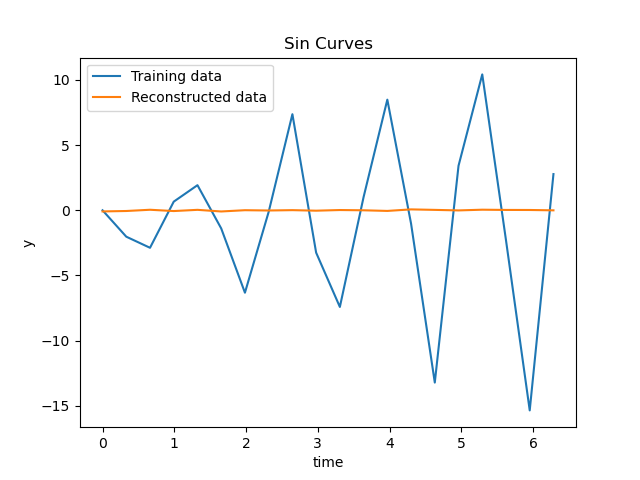 Sin Curves
Training data
Reconstructed data
10
5
0
−5
−10
−15
y
0 1 2 3 4 5 6
time